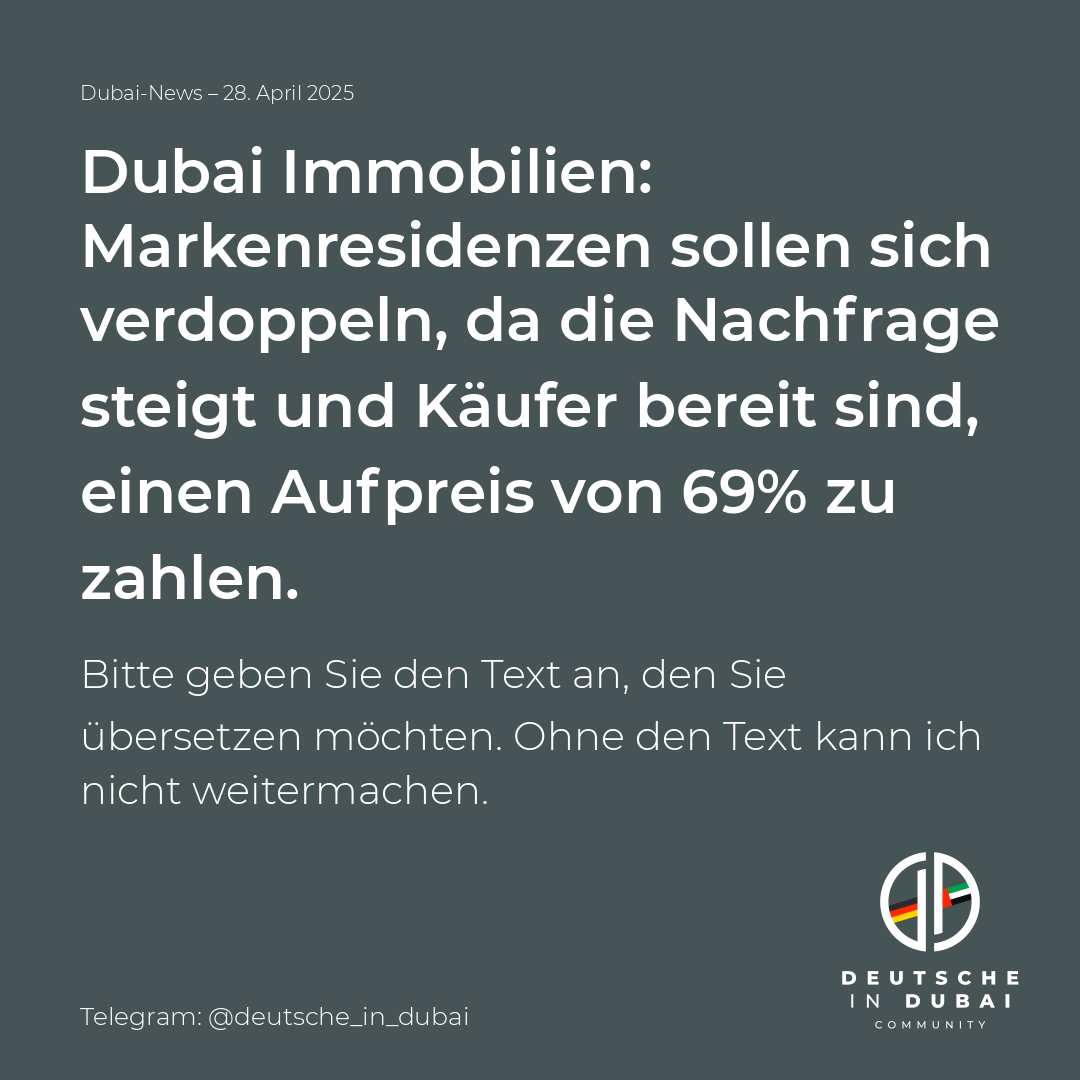 Dubai-News – 28. April 2025
Dubai Immobilien:
Markenresidenzen sollen sich
verdoppeln, da die Nachfrage
steigt und Käufer bereit sind,
einen Aufpreis von 69% zu
zahlen.
Bitte geben Sie den Text an, den Sie
übersetzen möchten. Ohne den Text kann ich
nicht weitermachen.
DEUTSCHE
IN DUBAI
COMMUNITY
Telegram: @deutsche_in_dubai